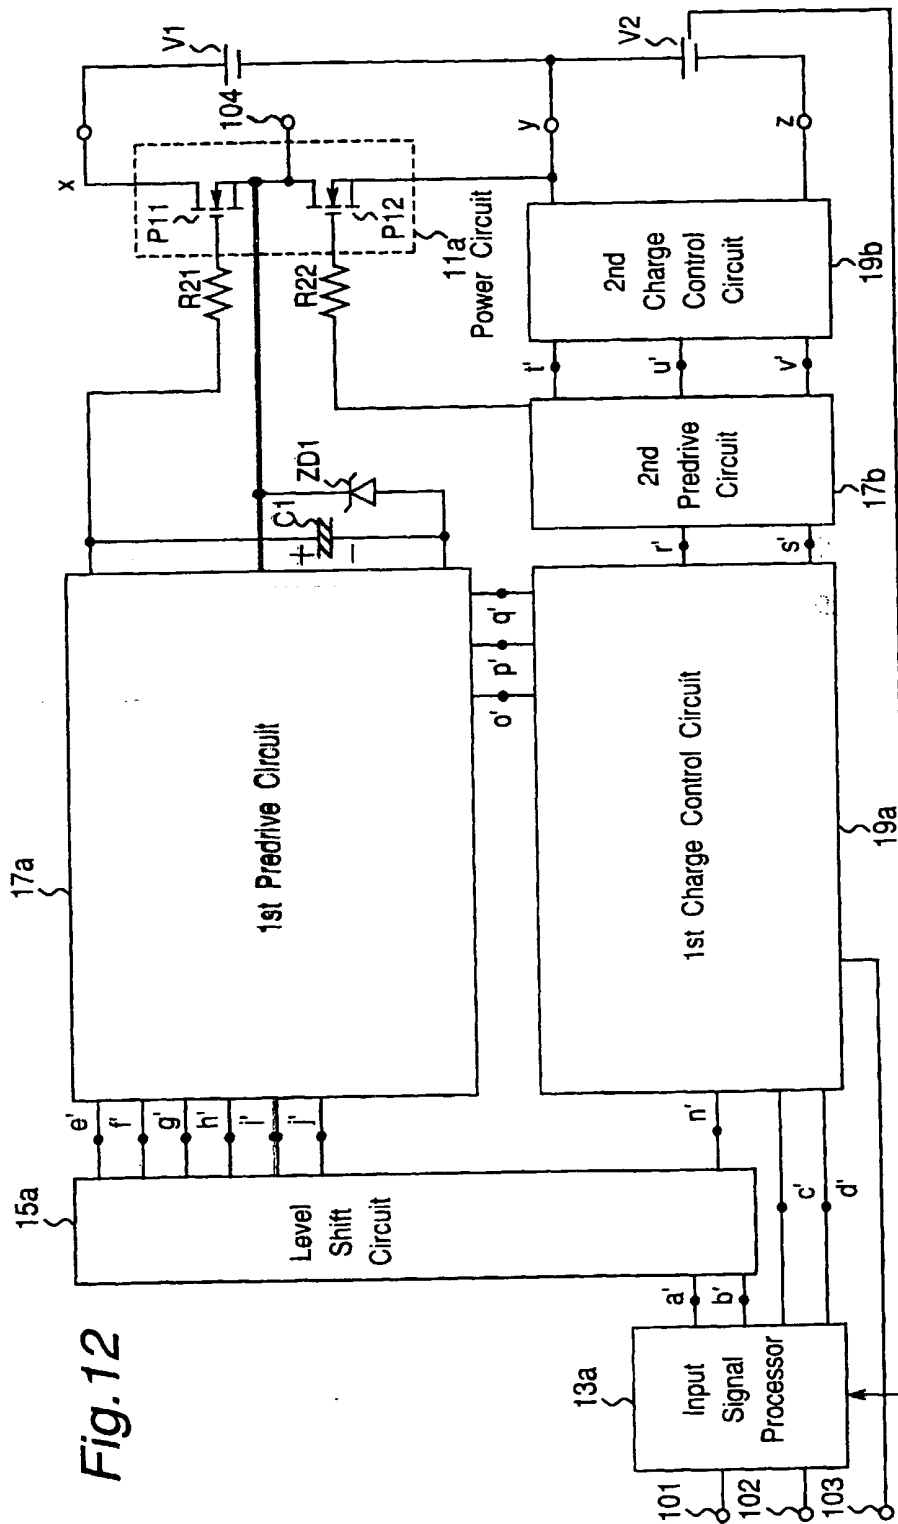 Fig.12
101
102
103
13a
Input
Signal
Processor
a'
b'
c'
d'
15a
Level
Shift
Circuit
n'
e'
f'
g'
h'
i'
j'
17a
1st Predrive Circuit
o'
p'
q'
1st Charge Control Circuit
19a
C1
+
−
ZD1
R21
R22
r'
s'
2nd
Predrive
Circuit
17b
t'
u'
v'
2nd
Charge
Control
Circuit
19b
P11
P12
11a
Power Circuit
x
104
y
z
V1
V2